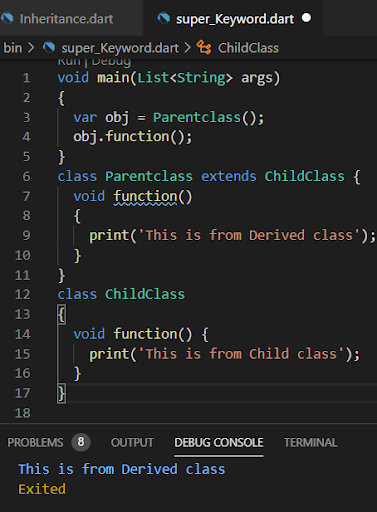 Inheritance.dart super_Keyword.dart
bin > super_Keyword.dart > ChildClass
Run | Debug
1 void main(List<String> args)
2 {
3 var obj = Parentclass();
4 obj.function();
5 }
6 class Parentclass extends ChildClass {
7 void function()
8 {
9 print('This is from Derived class');
10 }
11 }
12 class ChildClass
13 {
14 void function() {
15 print('This is from Child class');
16 }
17 }
18
PROBLEMS 8 OUTPUT DEBUG CONSOLE TERMINAL
This is from Derived class
Exited